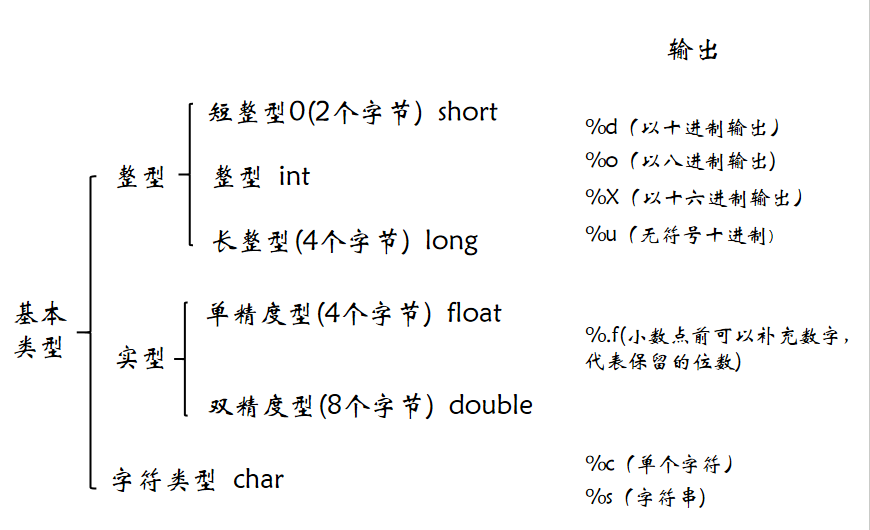 输出
短整型0(2个字节) short
%d（以十进制输出）
%o（以八进制输出)
整型
整型 int
%X（以十六进制输出）
长整型(4个字节) long
%u（无符号十进制）
基本
类型
单精度型(4个字节) float
实型
%.f(小数点前可以补充数字，
代表保留的位数)
双精度型(8个字节) double
字符类型 char
%c（单个字符）
%s（字符串)